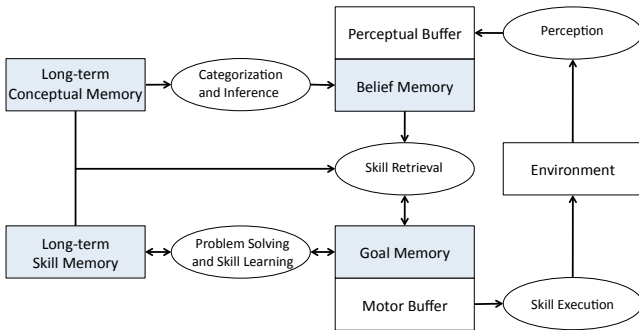 Perceptual Buffer
Perception
Long-term
Conceptual Memory
Categorization
and Inference
Belief Memory
Skill Retrieval
Environment
Long-term
Skill Memory
Problem Solving
and Skill Learning
Goal Memory
Motor Buffer
Skill Execution